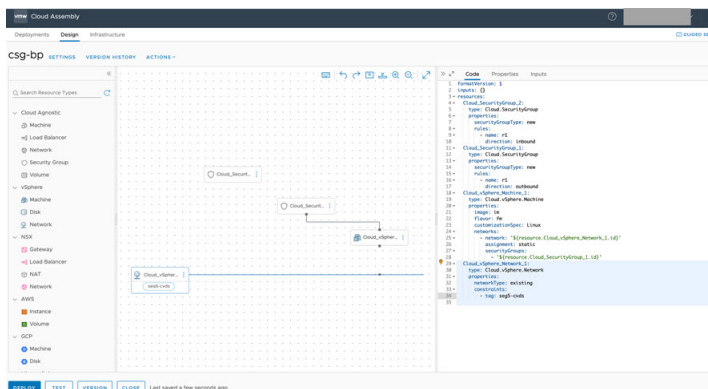 vmw Cloud Assembly
Deployments Design Infrastructure GUIDED SE
csg-bp SETTINGS VERSION HISTORY ACTIONS
Search Resource Types
Cloud Agnostic
Machine
Load Balancer
Network
Security Group
Volume
vSphere
Machine
Disk
Network
NSX
Gateway
Load Balancer
NAT
Network
AWS
Instance
Volume
GCP
Machine
Disk
Cloud_Securit...
Cloud_Securit...
Cloud_vSpher...
Cloud_vSpher...
seg5-cvds
Code Properties Inputs
1 formatVersion: 1
2 inputs: {}
3 resources:
4 Cloud_SecurityGroup_2:
5 type: Cloud.SecurityGroup
6 properties:
7 securityGroupType: new
8 rules:
9 - name: r1
10 direction: inbound
11 Cloud_SecurityGroup_1:
12 type: Cloud.SecurityGroup
13 properties:
14 securityGroupType: new
15 rules:
16 - name: r1
17 direction: outbound
18 Cloud_vSphere_Machine_1:
19 type: Cloud.vSphere.Machine
20 properties:
21 image: im
22 flavor: fm
23 customizationSpec: Linux
24 networks:
25 - network: '${resource.Cloud_vSphere_Network_1.id}'
26 assignment: static
27 securityGroups:
28 - '${resource.Cloud_SecurityGroup_1.id}'
29 Cloud_vSphere_Network_1:
30 type: Cloud.vSphere.Network
31 properties:
32 networkType: existing
33 constraints:
34 - tag: seg5-cvds
35
DEPLOY TEST VERSION CLOSE Last saved a few seconds ago